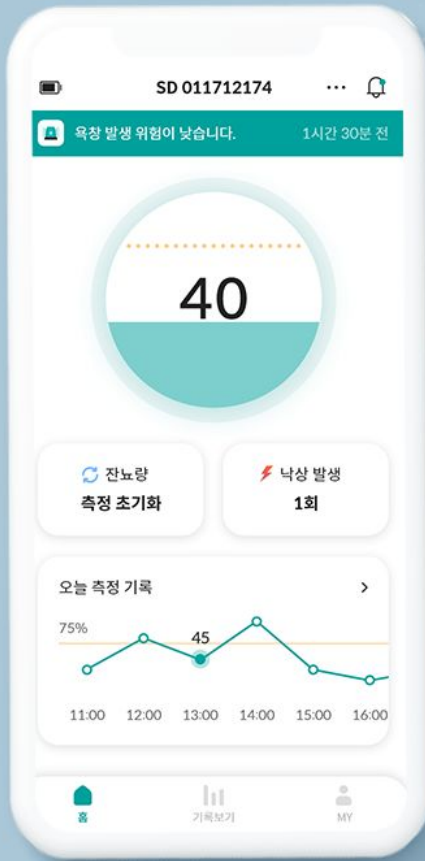 SD 011712174
욕창 발생 위험이 낮습니다. 1시간 30분 전
40
잔뇨량
측정 초기화
낙상 발생
1회
오늘 측정 기록
75%
45
11:00 12:00 13:00 14:00 15:00 16:00
홈 기록보기 MY